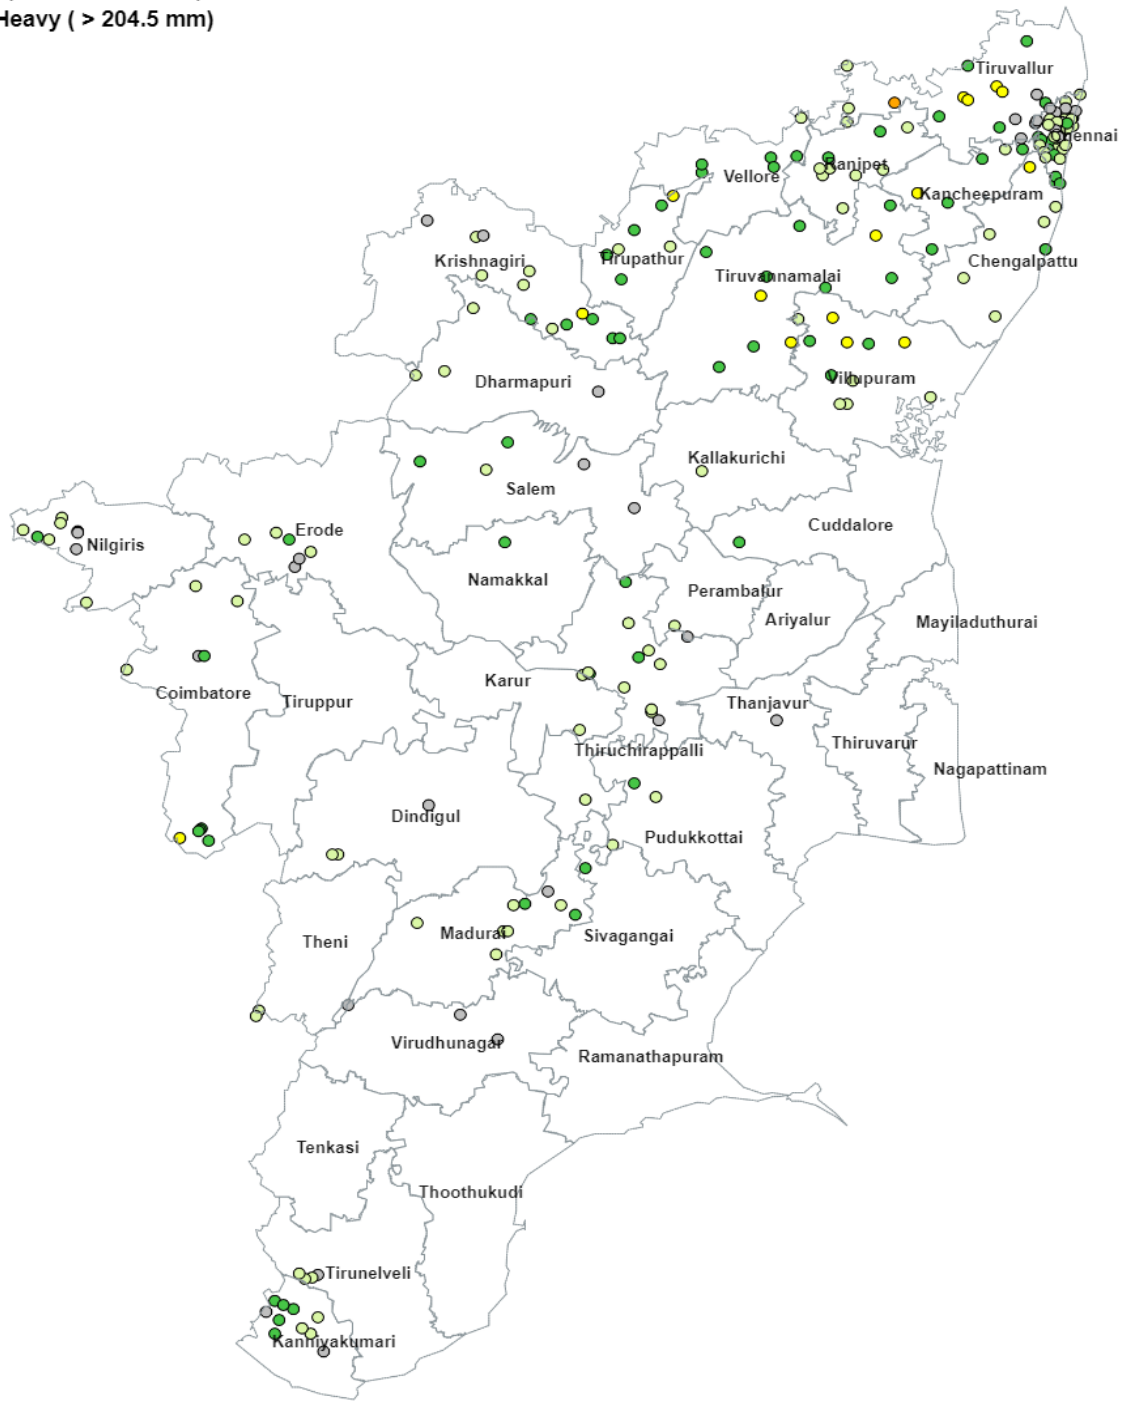 Heavy ( > 204.5 mm)
Tiruvallur
Chennai
Ranipet
Vellore
Kancheepuram
Krishnagiri
Tirupathur
Chengalpattu
Tiruvannamalai
Villupuram
Dharmapuri
Kallakurichi
Salem
Cuddalore
Erode
Nilgiris
Namakkal
Perambalur
Ariyalur
Mayiladuthurai
Karur
Coimbatore
Tiruppur
Thanjavur
Thiruvarur
Thiruchirappalli
Nagapattinam
Dindigul
Pudukkottai
Madurai
Sivagangai
Theni
Virudhunagar
Ramanathapuram
Tenkasi
Thoothukudi
Tirunelveli
Kanniyakumari